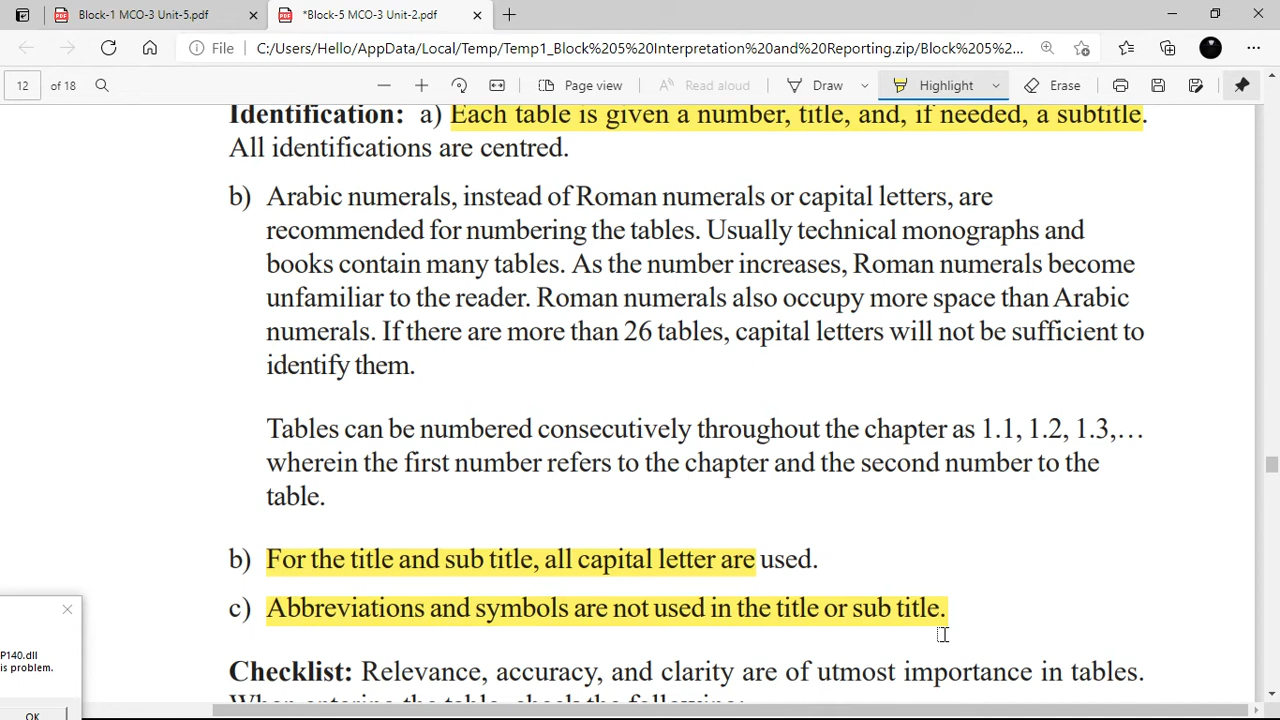 Block-1 MCO-3 Unit-5.pdf
*Block-5 MCO-3 Unit-2.pdf
File C:/Users/Hello/AppData/Local/Temp/Temp1_Block%205%20Interpretation%20and%20Reporting.zip/Block%205%2...
12 of 18 Page view Read aloud Draw Highlight Erase
Identification: a) Each table is given a number, title, and, if needed, a subtitle.
All identifications are centred.
b) Arabic numerals, instead of Roman numerals or capital letters, are
recommended for numbering the tables. Usually technical monographs and
books contain many tables. As the number increases, Roman numerals become
unfamiliar to the reader. Roman numerals also occupy more space than Arabic
numerals. If there are more than 26 tables, capital letters will not be sufficient to
identify them.
Tables can be numbered consecutively throughout the chapter as 1.1, 1.2, 1.3,…
wherein the first number refers to the chapter and the second number to the
table.
b) For the title and sub title, all capital letter are used.
c) Abbreviations and symbols are not used in the title or sub title.
P140.dll
is problem.
Checklist: Relevance, accuracy, and clarity are of utmost importance in tables.
When entering the table, check the following:
OK